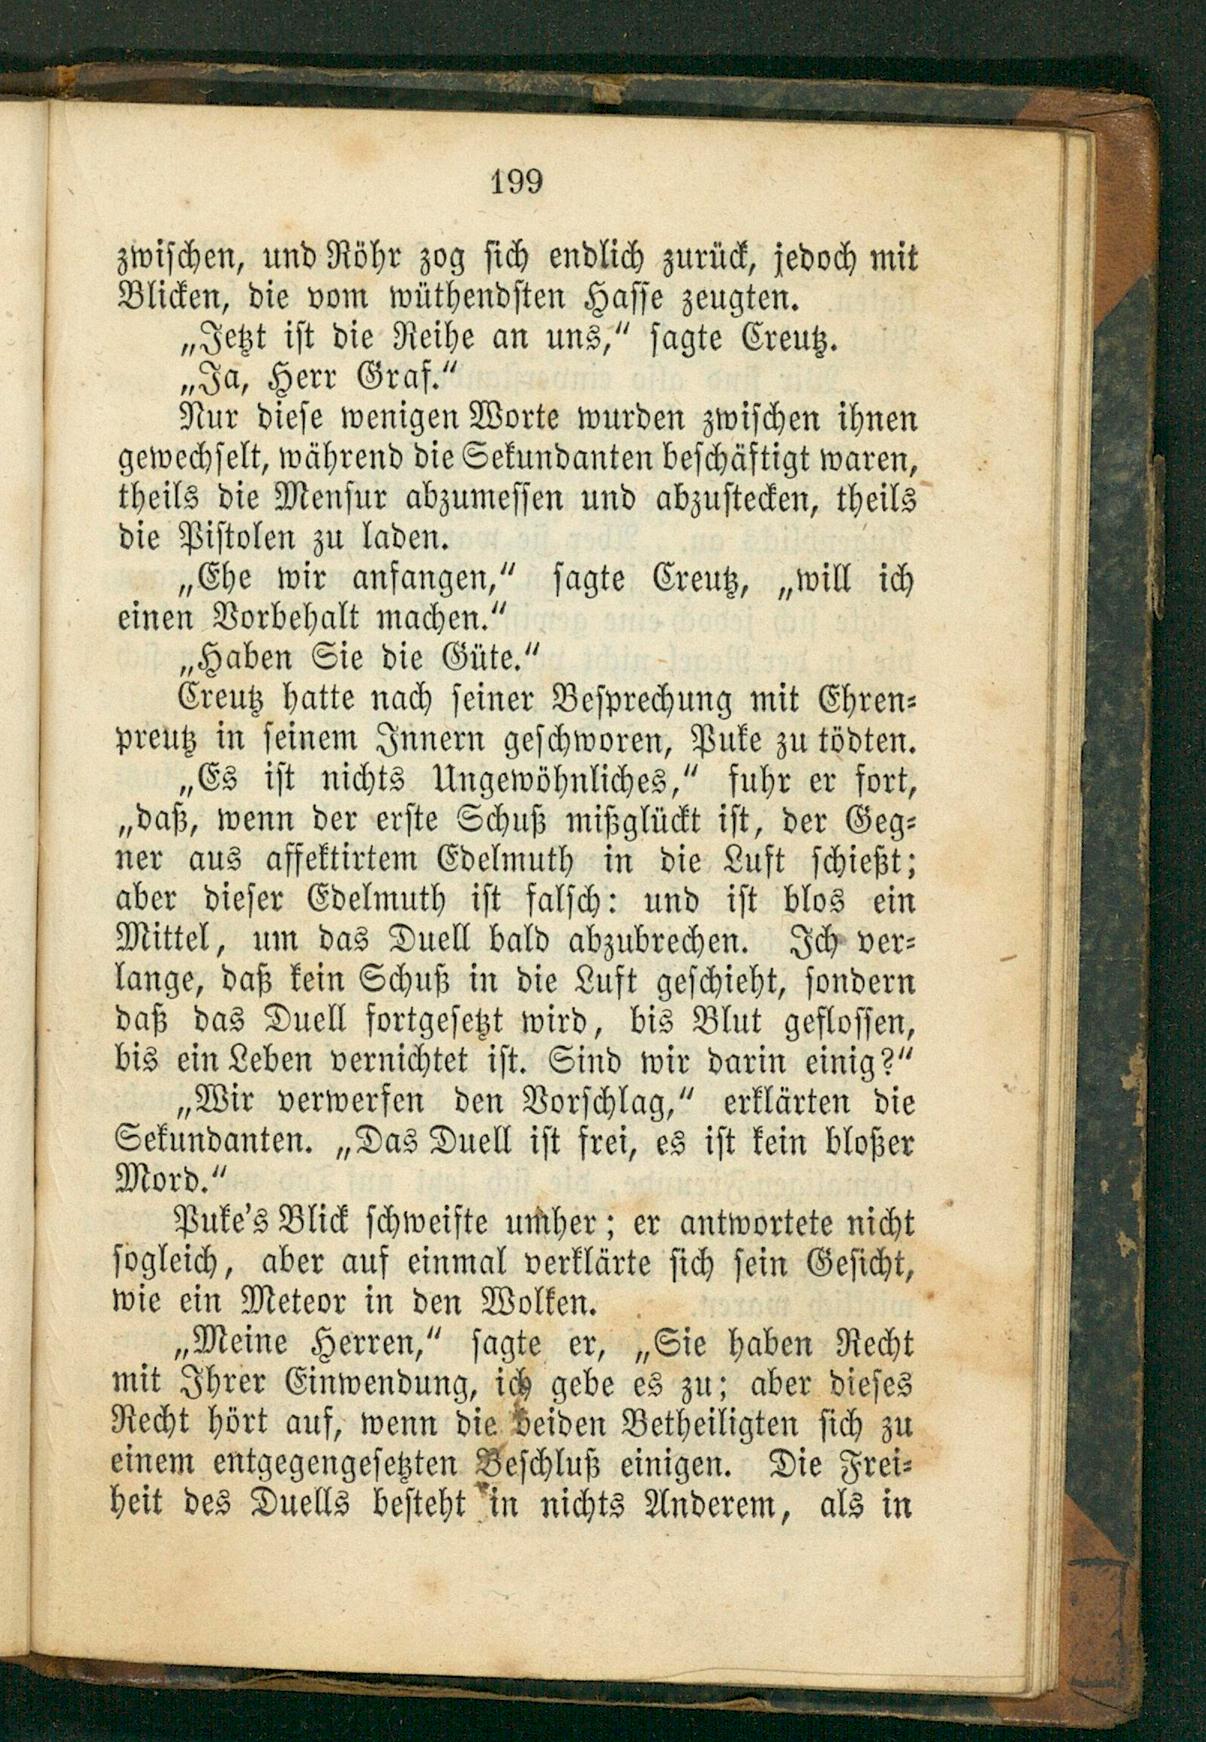 199
zwischen, und Röhr zog sich endlich zurück, jedoch mit
Blicken, die vom wüthendsten Hasse zeugten.
„Jetzt ist die Reihe an uns,“ sagte Creutz.
„Ja, Herr Graf.“
Nur diese wenigen Worte wurden zwischen ihnen
gewechselt, während die Sekundanten beschäftigt waren,
theils die Mensur abzumessen und abzustecken, theils
die Pistolen zu laden.
„Ehe wir anfangen,“ sagte Creutz, „will ich
einen Vorbehalt machen.“
„Haben Sie die Güte.“
Creutz hatte nach seiner Besprechung mit Ehren-
preutz in seinem Innern geschworen, Puke zu tödten.
„Es ist nichts Ungewöhnliches,“ fuhr er fort,
„daß, wenn der erste Schuß mißglückt ist, der Geg-
ner aus affektirtem Edelmuth in die Luft schießt;
aber dieser Edelmuth ist falsch: und ist blos ein
Mittel, um das Duell bald abzubrechen. Ich ver-
lange, daß kein Schuß in die Luft geschieht, sondern
daß das Duell fortgesetzt wird, bis Blut geflossen,
bis ein Leben vernichtet ist. Sind wir darin einig?“
„Wir verwerfen den Vorschlag,“ erklärten die
Sekundanten. „Das Duell ist frei, es ist kein bloßer
Mord.“
Puke's Blick schweifte umher; er antwortete nicht
sogleich, aber auf einmal verklärte sich sein Gesicht,
wie ein Meteor in den Wolken.
„Meine Herren,“ sagte er, „Sie haben Recht
mit Ihrer Einwendung, ich gebe es zu; aber dieses
Recht hört auf, wenn die beiden Betheiligten sich zu
einem entgegengesetzten Beschluß einigen. Die Frei-
heit des Duells besteht in nichts Anderem, als in